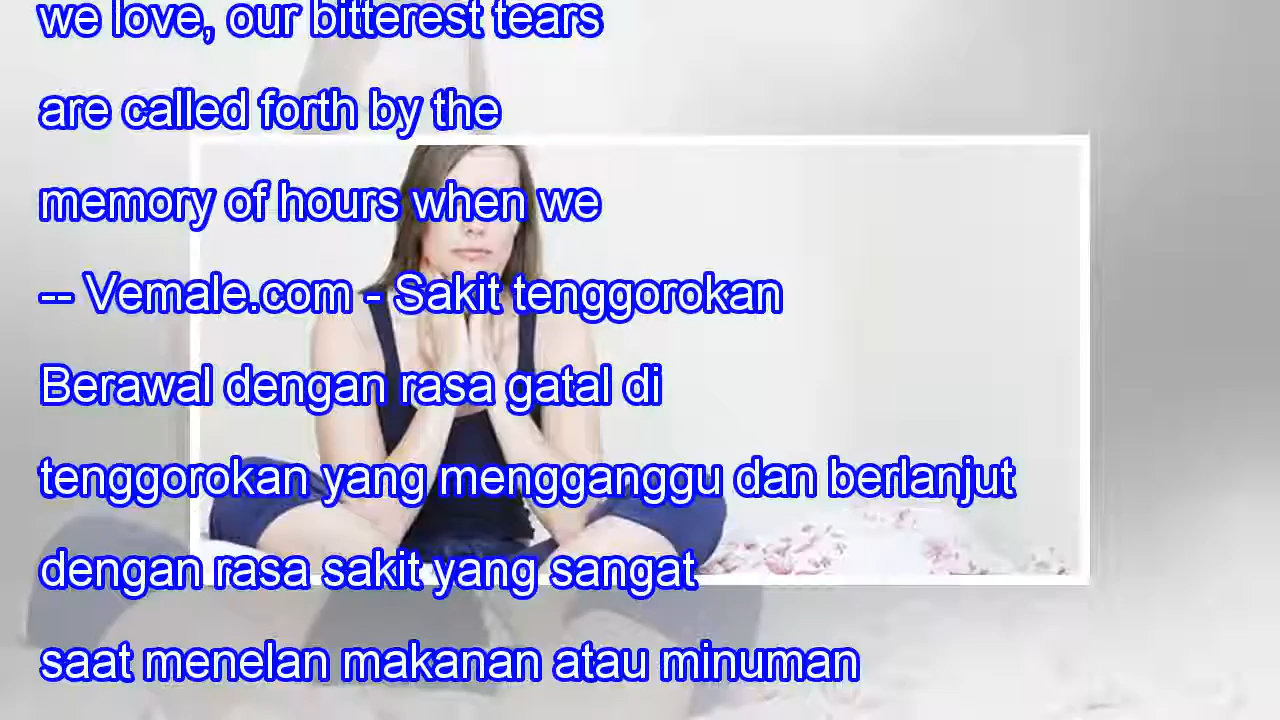 we love, our bitterest tears
are called forth by the
memory of hours when we
-- Vemale.com - Sakit tenggorokan
Berawal dengan rasa gatal di
tenggorokan yang mengganggu dan berlanjut
dengan rasa sakit yang sangat
saat menelan makanan atau minuman